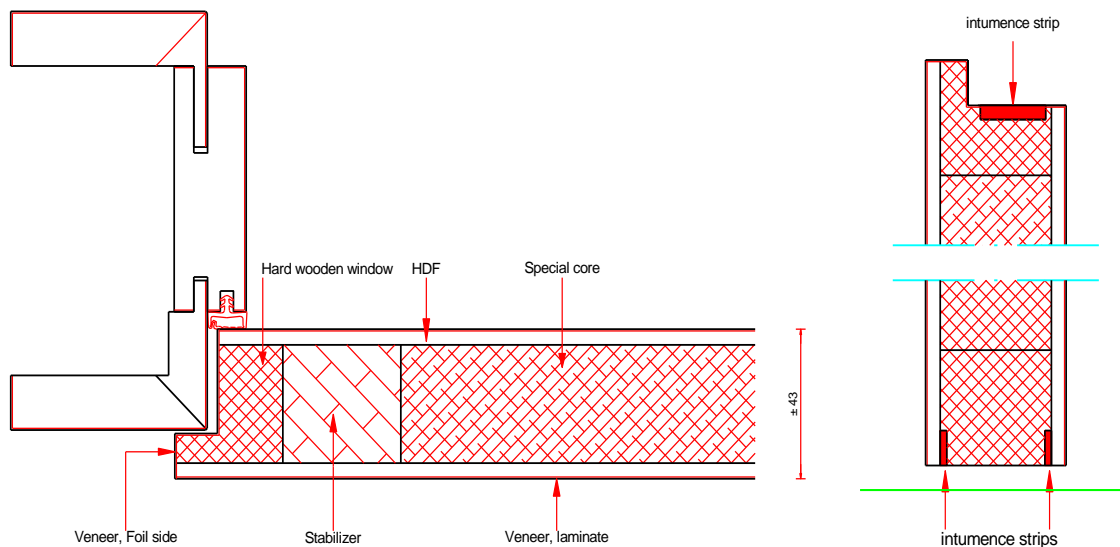 intumence strip
Hard wooden window
HDF
Special core
± 43
Veneer, Foil side
Stabilizer
Veneer, laminate
intumence strips